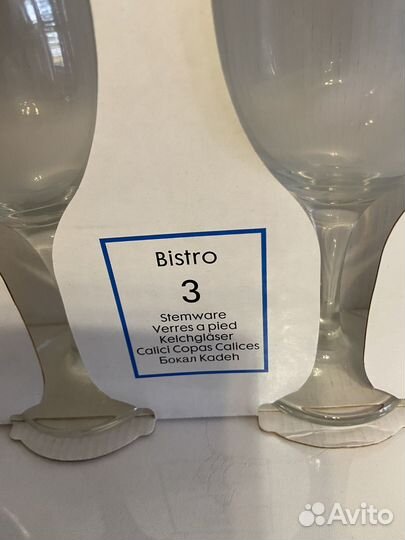 Bistro
3
Stemware
Verres a pied
Kelchgläser
Calici Copas Calices
Бокал Kadeh
Avito